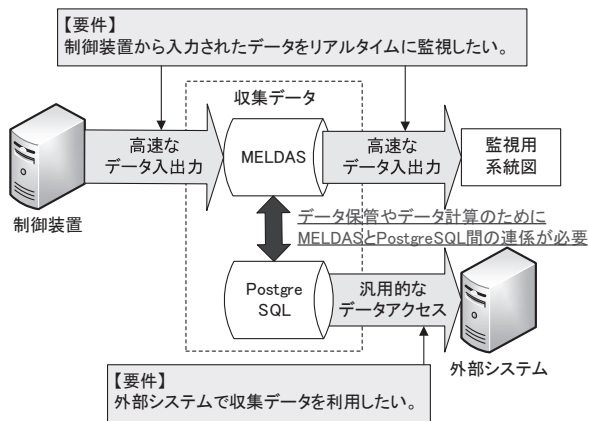 【要件】
制御装置から入力されたデータをリアルタイムに監視したい。
収集データ
高速な
データ入出力
MELDAS
高速な
データ入出力
監視用
系統図
制御装置
データ保管やデータ計算のために
MELDASとPostgreSQL間の連係が必要
Postgre
SQL
汎用的な
データアクセス
外部システム
【要件】
外部システムで収集データを利用したい。